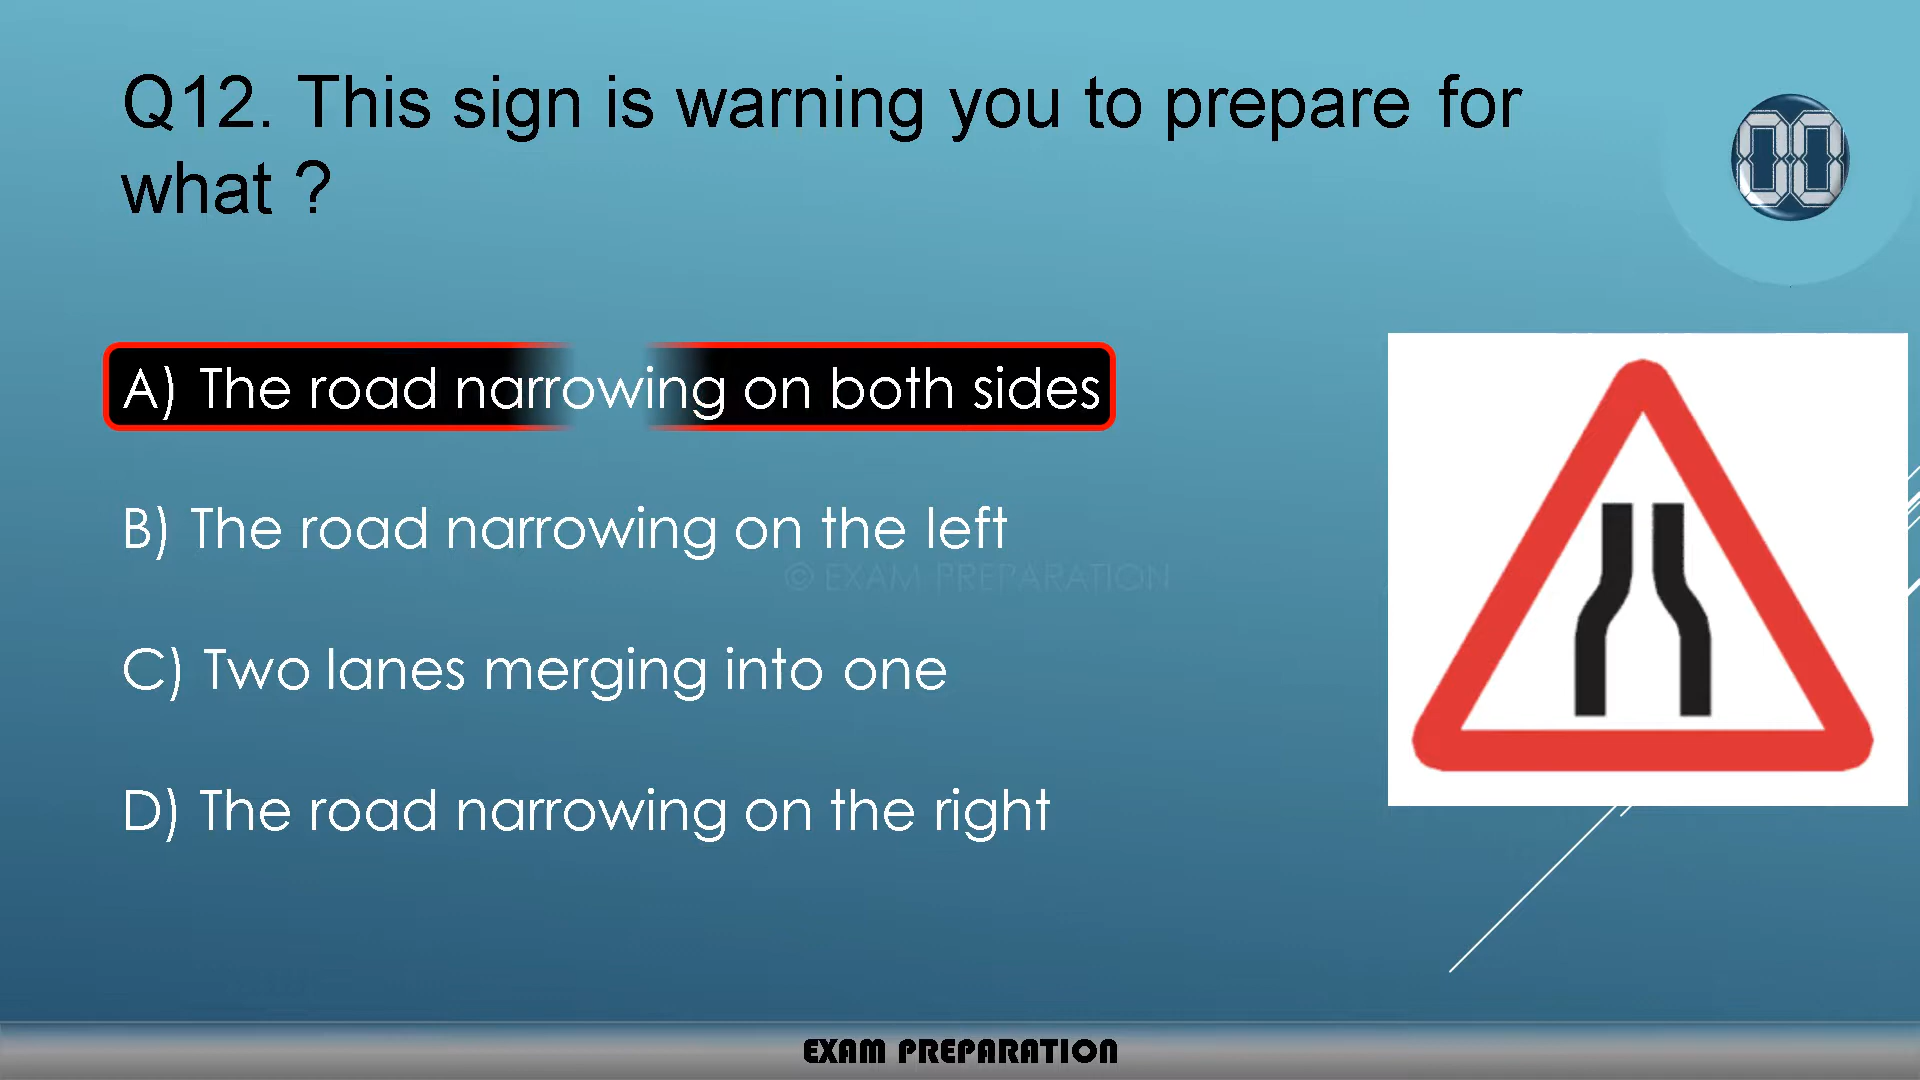 Q12. This sign is warning you to prepare for
what ?
00
A) The road narrowing on both sides
B) The road narrowing on the left
© EXAM PREPARATION
C) Two lanes merging into one
D) The road narrowing on the right
EXAM PREPARATION